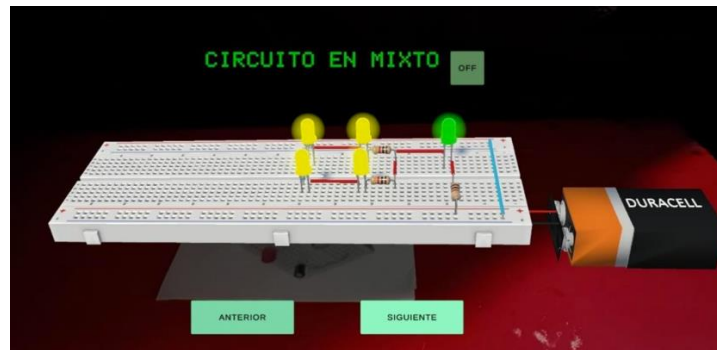 CIRCUITO EN MIXTO
OFF
DURACELL
ANTERIOR
SIGUIENTE